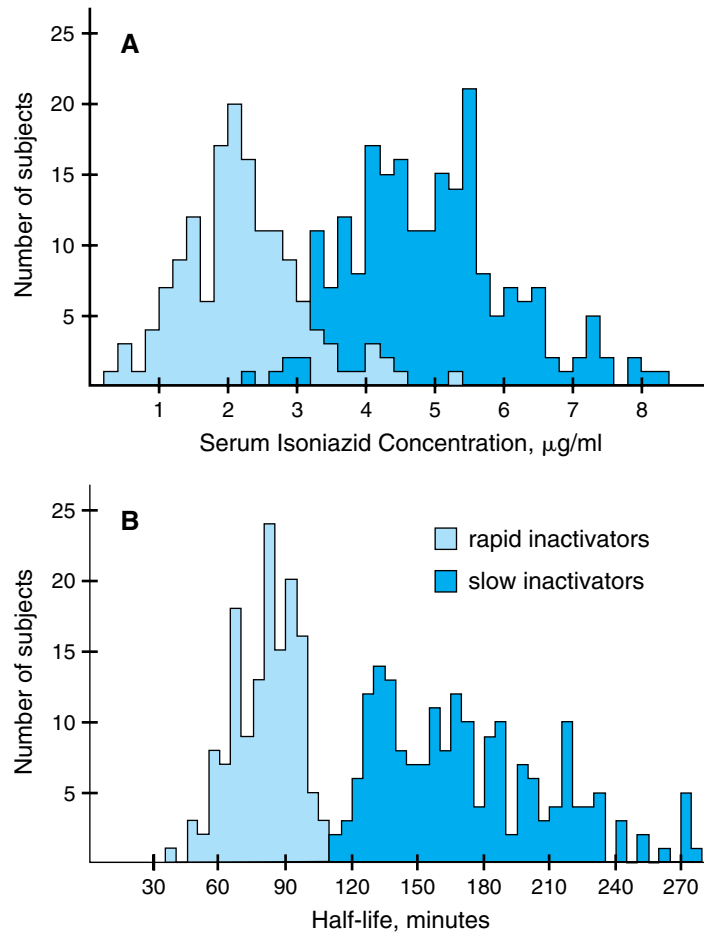 A
25
20
15
10
5
Number of subjects
1 2 3 4 5 6 7 8
Serum Isoniazid Concentration, μg/ml
B
rapid inactivators
slow inactivators
25
20
15
10
5
Number of subjects
30 60 90 120 150 180 210 240 270
Half-life, minutes